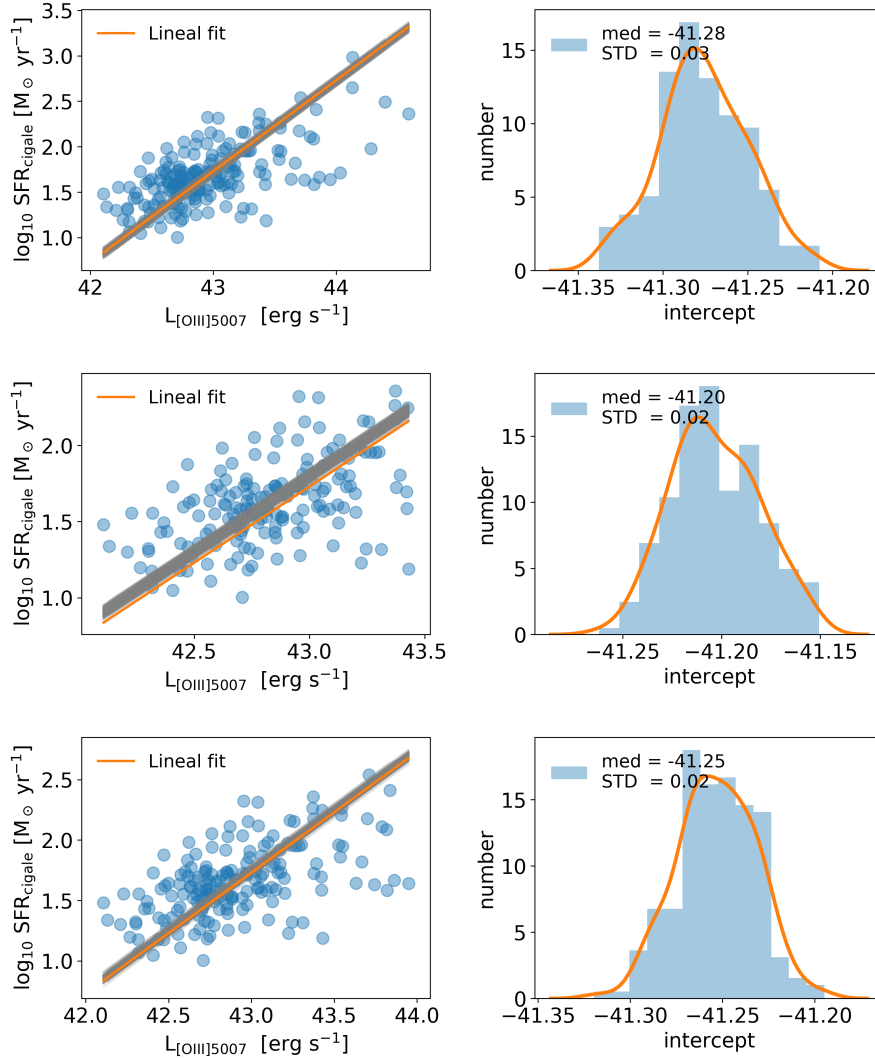 Lineal fit
3.5
3.0
2.5
2.0
1.5
1.0
log₁₀ SFR_cigale [M⊙ yr⁻¹]
42 43 44
L_[OIII]5007 [erg s⁻¹]
med = -41.28
STD = 0.03
15
10
5
0
number
−41.35 −41.30 −41.25 −41.20
intercept
Lineal fit
2.0
1.5
1.0
log₁₀ SFR_cigale [M⊙ yr⁻¹]
42.5 43.0 43.5
L_[OIII]5007 [erg s⁻¹]
med = -41.20
STD = 0.02
15
10
5
0
number
−41.25 −41.20 −41.15
intercept
Lineal fit
2.5
2.0
1.5
1.0
log₁₀ SFR_cigale [M⊙ yr⁻¹]
42.0 42.5 43.0 43.5 44.0
L_[OIII]5007 [erg s⁻¹]
med = -41.25
STD = 0.02
15
10
5
0
number
−41.35 −41.30 −41.25 −41.20
intercept